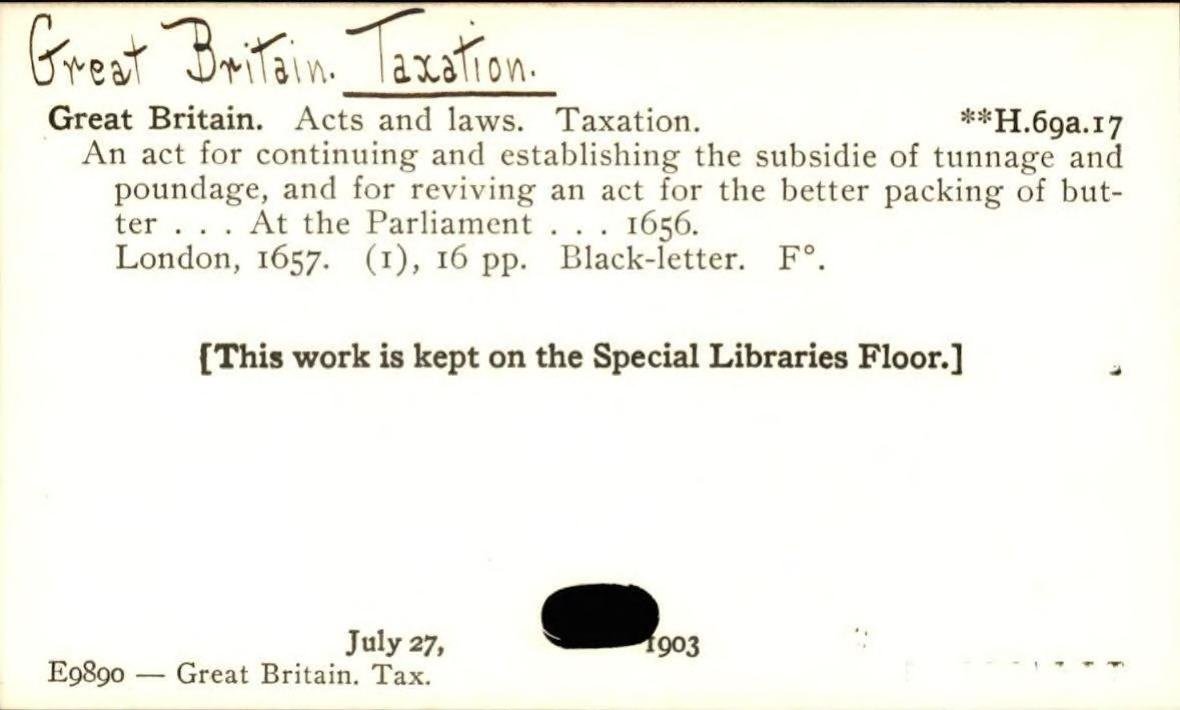 Great Britain. Taxation.
Great Britain. Acts and laws. Taxation. **H.69a.17
An act for continuing and establishing the subsidie of tunnage and
poundage, and for reviving an act for the better packing of but-
ter . . . At the Parliament . . . 1656.
London, 1657. (1), 16 pp. Black-letter. F°.
[This work is kept on the Special Libraries Floor.]
July 27, 1903
E9890 — Great Britain. Tax.